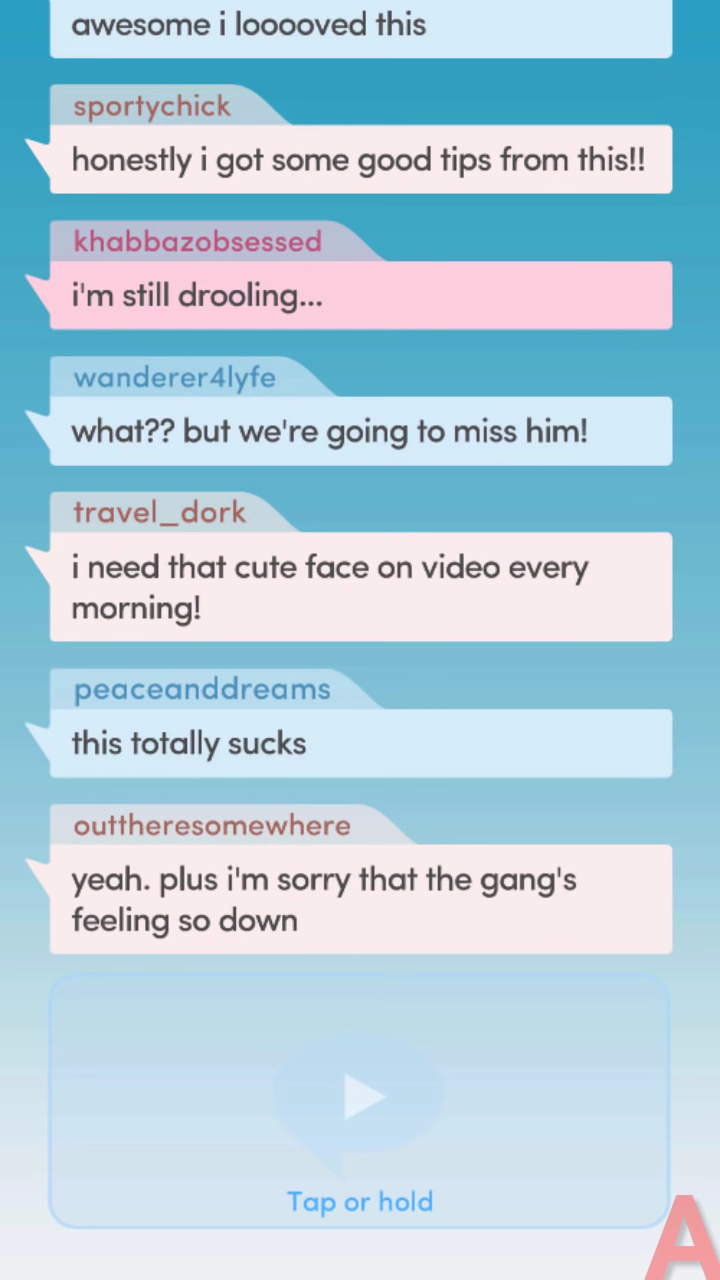 awesome i looooved this
sportychick
honestly i got some good tips from this!!
khabbazobsessed
i'm still drooling...
wanderer4lyfe
what?? but we're going to miss him!
travel_dork
i need that cute face on video every
morning!
peaceanddreams
this totally sucks
outtheresomewhere
yeah. plus i'm sorry that the gang's
feeling so down
Tap or hold
A